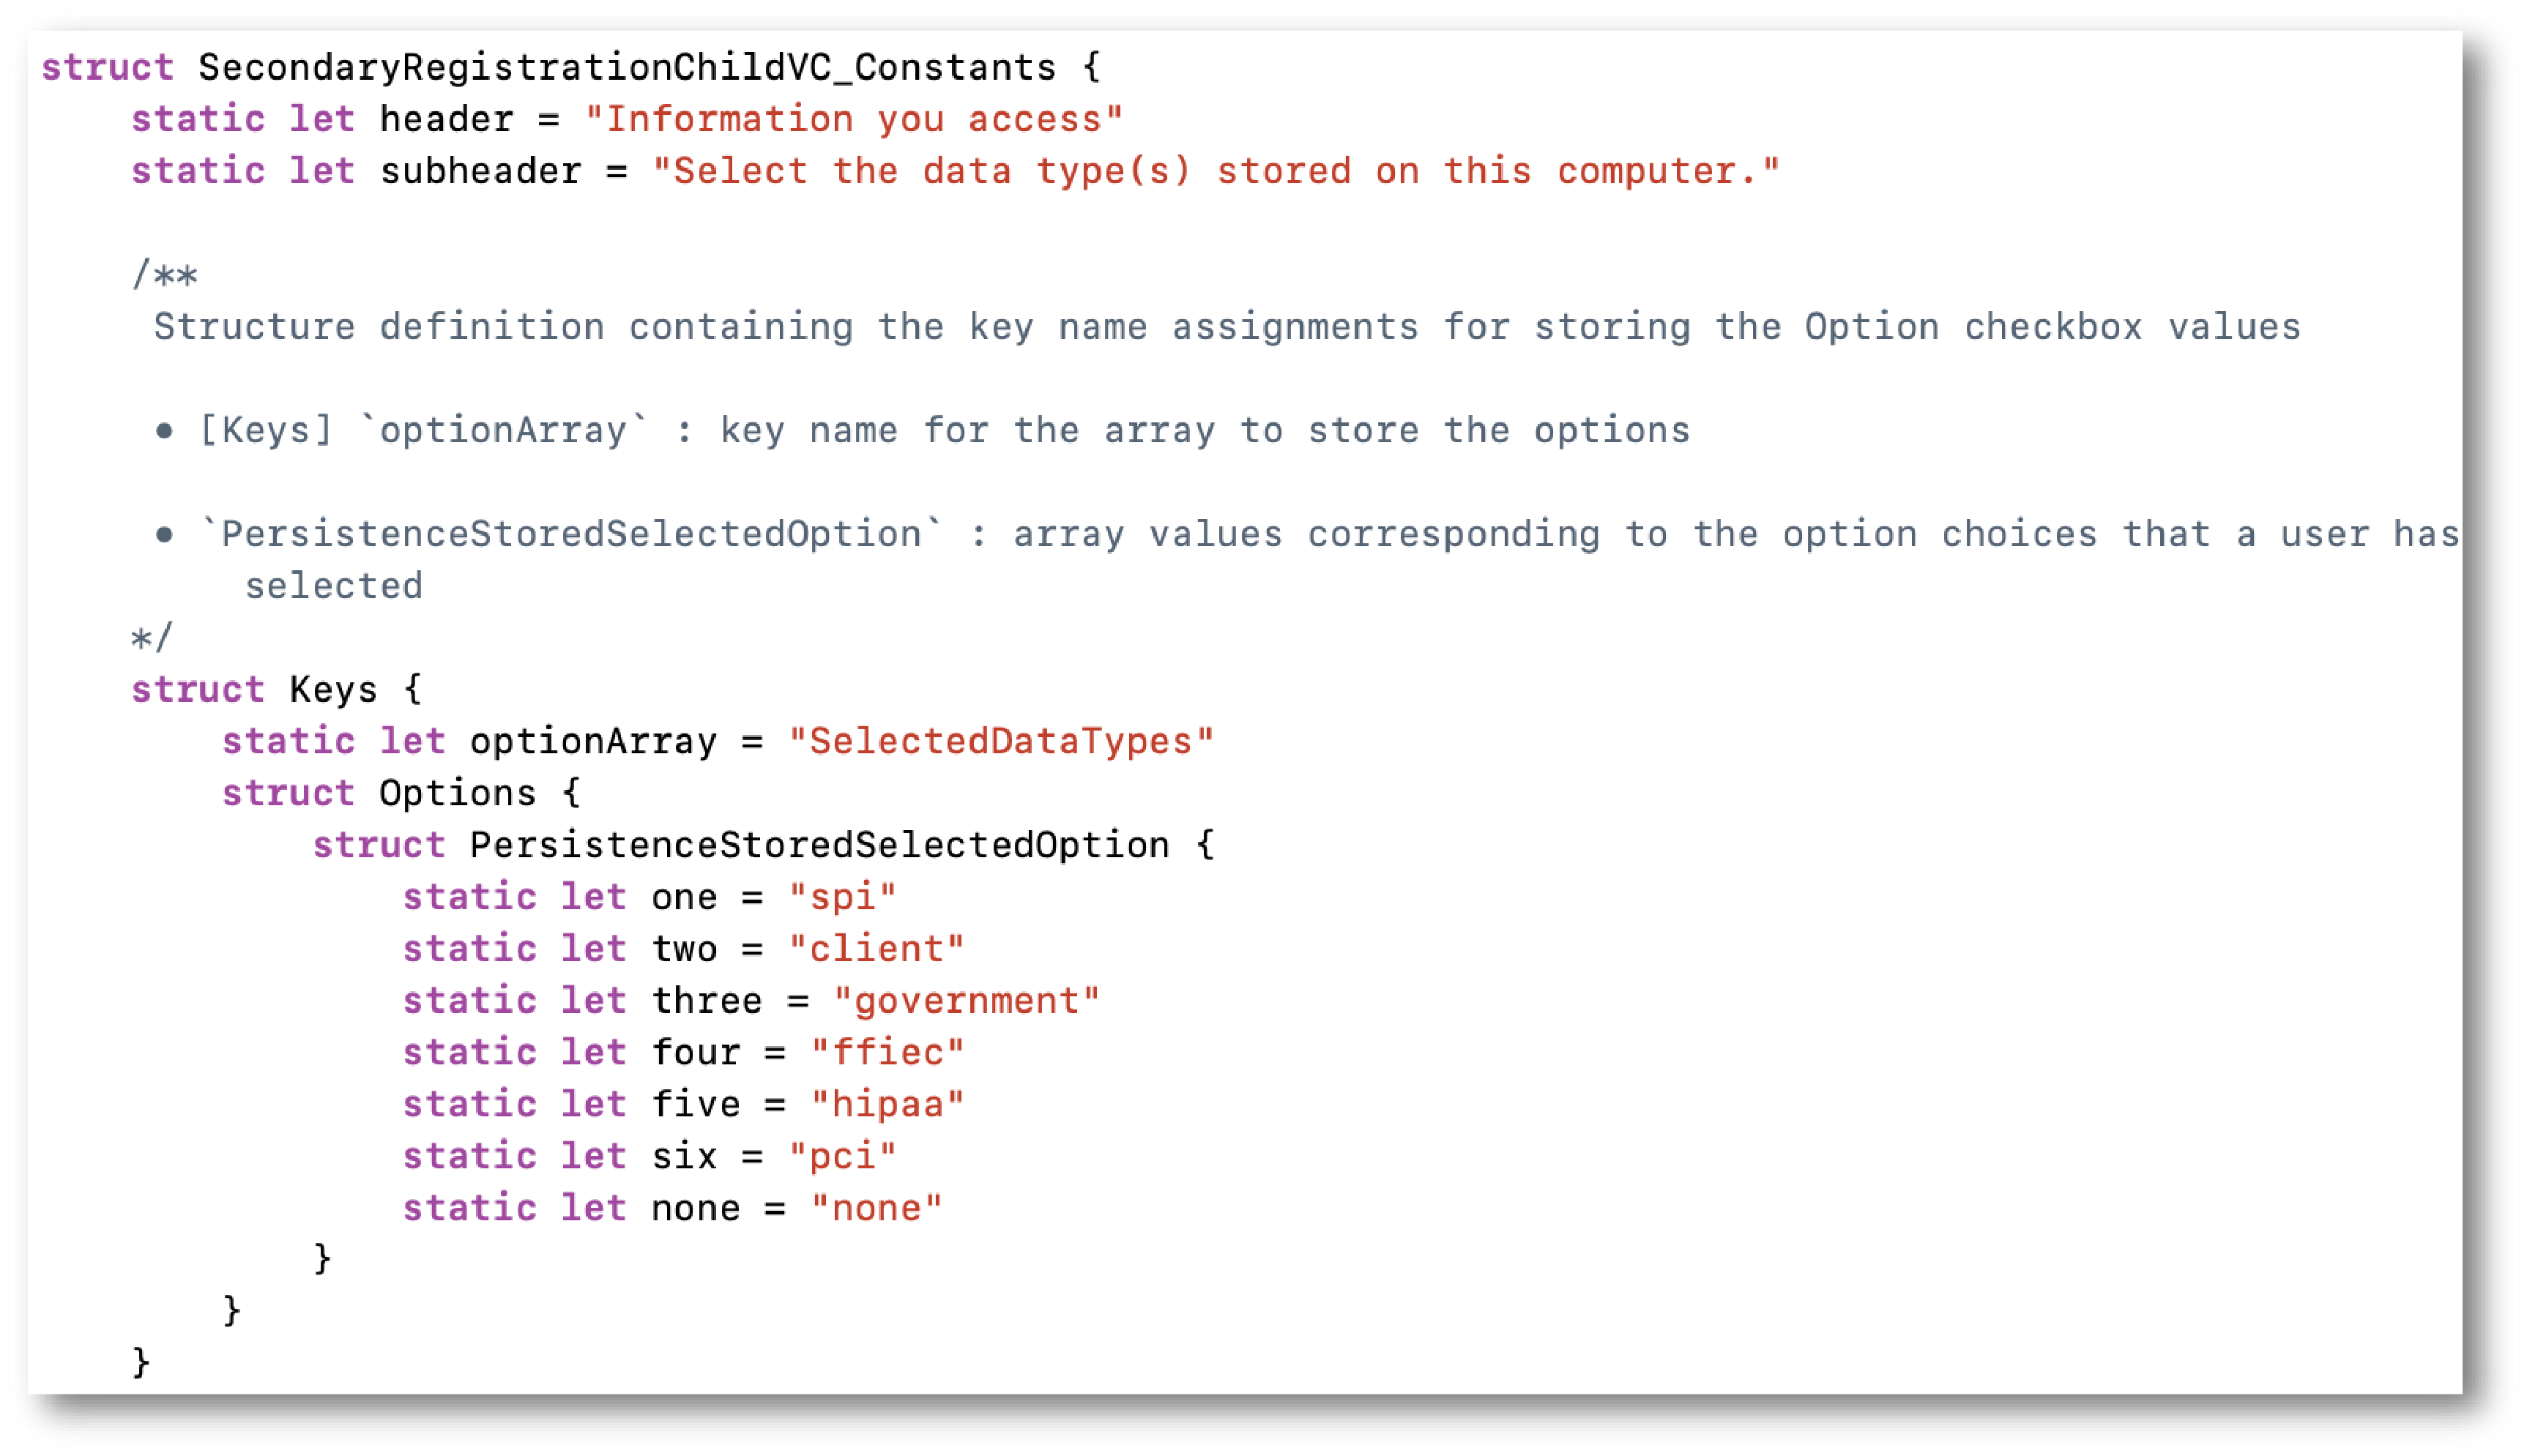 struct SecondaryRegistrationChildVC_Constants {
    static let header = "Information you access"
    static let subheader = "Select the data type(s) stored on this computer."

    /**
     Structure definition containing the key name assignments for storing the Option checkbox values

     • [Keys] `optionArray` : key name for the array to store the options

     • `PersistenceStoredSelectedOption` : array values corresponding to the option choices that a user has
         selected
    */
    struct Keys {
        static let optionArray = "SelectedDataTypes"
        struct Options {
            struct PersistenceStoredSelectedOption {
                static let one = "spi"
                static let two = "client"
                static let three = "government"
                static let four = "ffiec"
                static let five = "hipaa"
                static let six = "pci"
                static let none = "none"
            }
        }
    }